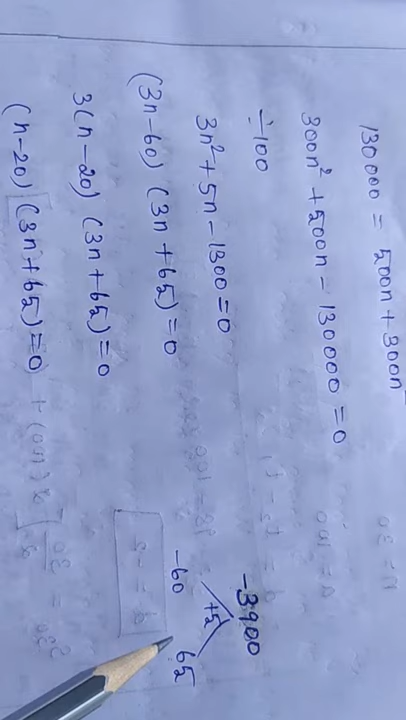 130000 = 500n + 300n²
300n² + 500n - 130000 = 0
÷100
3n² + 5n - 1300 = 0
(3n - 60) (3n + 65) = 0
3(n - 20) (3n + 65) = 0
(n - 20) (3n + 65) = 0
-3900
+5
-60 65